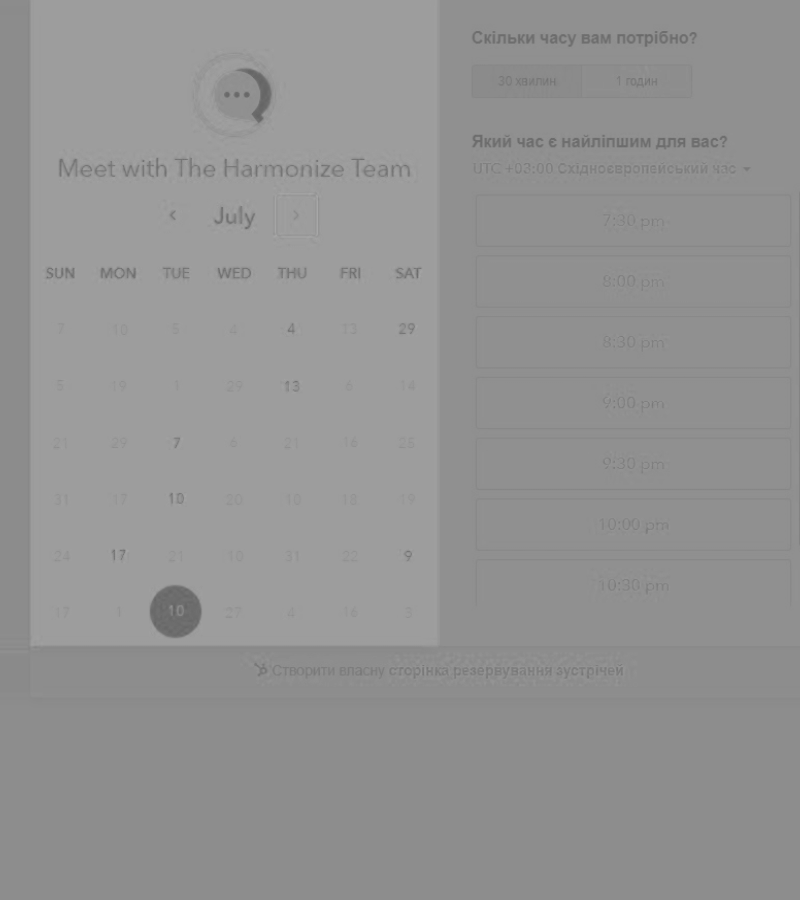 Meet with The Harmonize Team
July
SUN MON TUE WED THU FRI SAT
7 10 5 4 4 13 29
5 19 1 29 13 6 14
21 29 7 6 21 16 25
31 17 10 20 18 18 19
24 17 21 10 31 22 9
17 1 10 27 4 16 3
Скільки часу вам потрібно?
30 хвилин 1 годин
Який час є найліпшим для вас?
UTC +03:00 Східноєвропейський час
7:30 pm
8:00 pm
8:30 pm
9:00 pm
9:30 pm
10:00 pm
10:30 pm
Створити власну сторінка резервування зустрічей